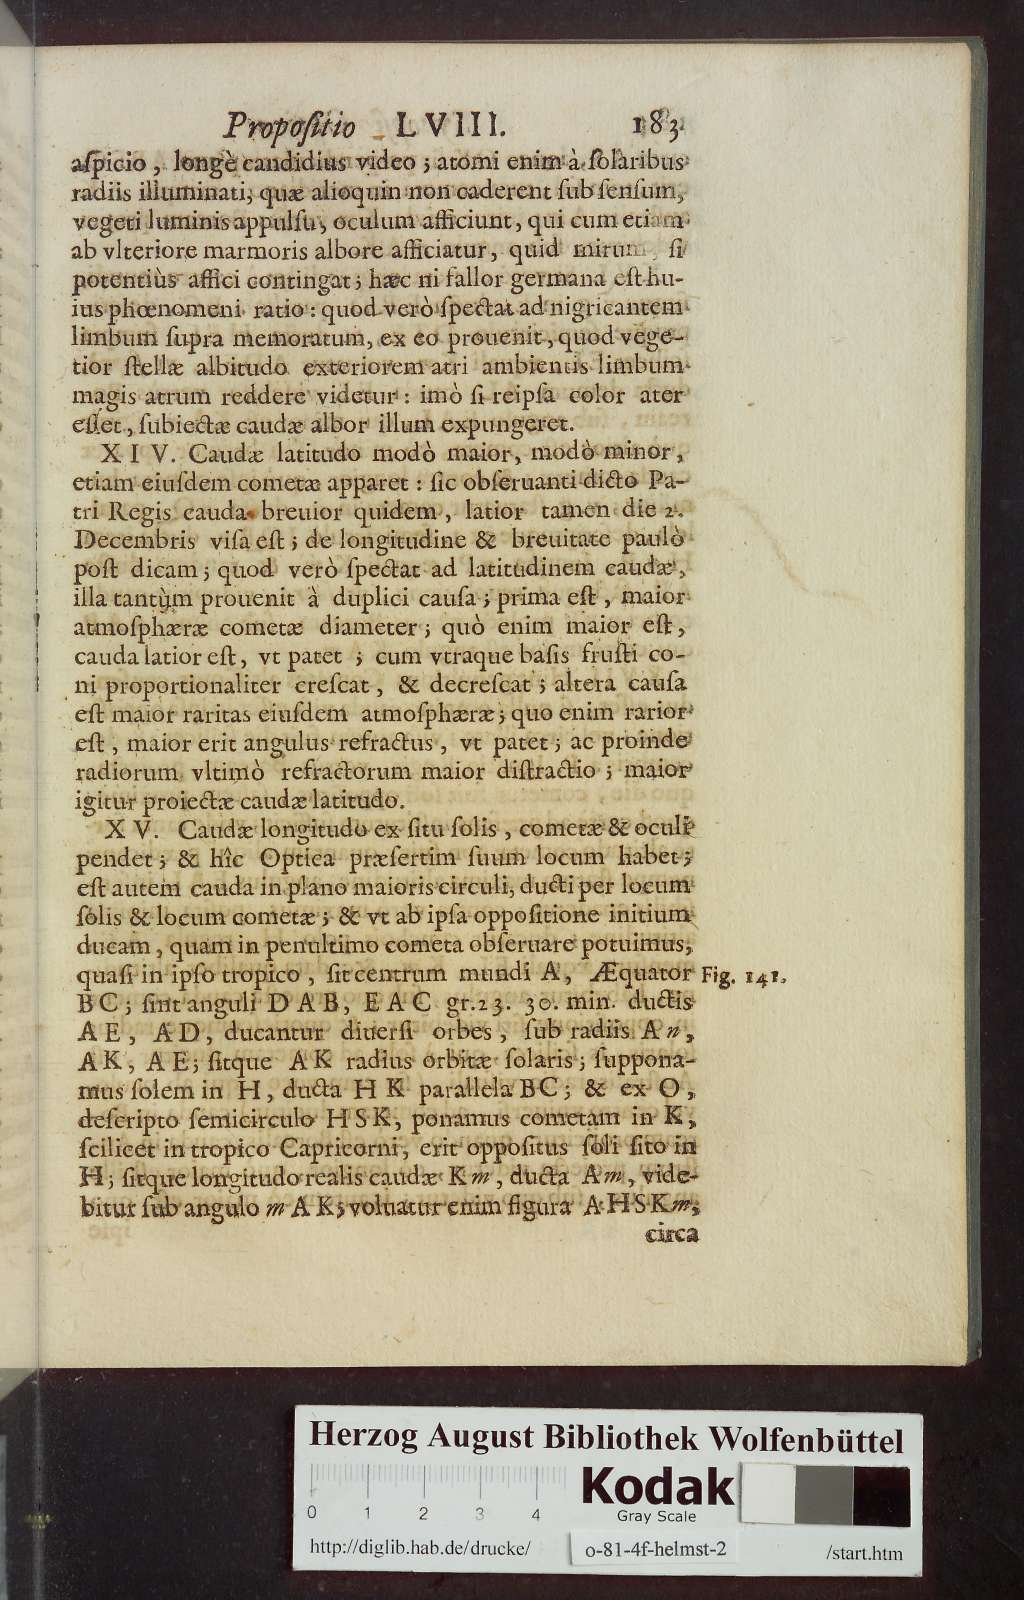 Propositio LVIII. 183
aspicio, longè candidius video; atomi enim à solaribus
radiis illuminati, quæ alioquin non caderent sub sensum,
vegeti luminis appulsu, oculum afficiunt, qui cum etiam
ab vlteriore marmoris albore afficiatur, quid mirum, si
potentiùs affici contingat; hæc ni fallor germana est hu-
ius phœnomeni ratio: quod verò spectat ad nigricantem
limbum supra memoratum, ex eo prouenit, quod vege-
tior stellæ albitudo exteriorem atri ambientis limbum
magis atrum reddere videtur: imò si reipsa color ater
esset, subiectæ caudæ albor illum expungeret.
XIV. Caudæ latitudo modò maior, modò minor,
etiam eiusdem cometæ apparet: sic obseruanti dicto Pa-
tri Regis cauda breuior quidem, latior tamen die 2.
Decembris visa est; de longitudine & breuitate paulò
post dicam; quod verò spectat ad latitudinem caudæ,
illa tantùm prouenit à duplici causa; prima est, maior
atmosphæræ cometæ diameter; quò enim maior est,
cauda latior est, vt patet; cum vtraque basis frusti co-
ni proportionaliter crescat, & decrescat; altera causa
est maior raritas eiusdem atmosphæræ; quo enim rarior
est, maior erit angulus refractus, vt patet; ac proinde
radiorum vltimò refractorum maior distractio; maior
igitur proiectæ caudæ latitudo.
XV. Caudæ longitudo ex situ solis, cometæ & oculi
pendet; & hîc Optica præsertim suum locum habet;
est autem cauda in plano maioris circuli, ducti per locum
solis & locum cometæ; & vt ab ipsa oppositione initium
ducam, quam in penultimo cometa obseruare potuimus,
quasi in ipso tropico, sit centrum mundi A, Æquator Fig. 141.
BC; sint anguli DAB, EAC gr. 23. 30. min. ductis
AE, AD, ducantur diuersi orbes, sub radiis An,
AK, AE; sitque AK radius orbitæ solaris; suppona-
mus solem in H, ducta HK parallela BC; & ex O,
descripto semicirculo HSK, ponamus cometam in K,
scilicet in tropico Capricorni, erit oppositus soli sito in
H; sitque longitudo realis caudæ Km, ducta Am, vide-
bitur sub angulo mAK; voluatur enim figura AHSKm,
circa
Herzog August Bibliothek Wolfenbüttel
Kodak
Gray Scale
0 1 2 3 4
http://diglib.hab.de/drucke/ o-81-4f-helmst-2 /start.htm